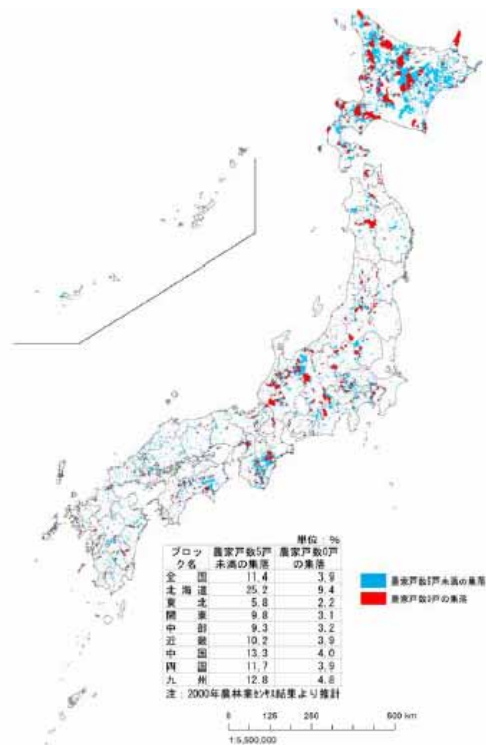 単位：％
ブロック名 農家戸数5戸未満の集落 農家戸数0戸の集落
全国 11.4 3.9
北海道 25.2 9.4
東北 5.8 2.2
関東 9.8 3.1
中部 9.3 3.2
近畿 10.2 3.9
中国 13.3 4.0
四国 11.7 3.9
九州 12.8 4.8
注：2000年農林業センサス結果より推計
農家戸数5戸未満の集落
農家戸数0戸の集落
0 125 250 500 km
1:5,500,000